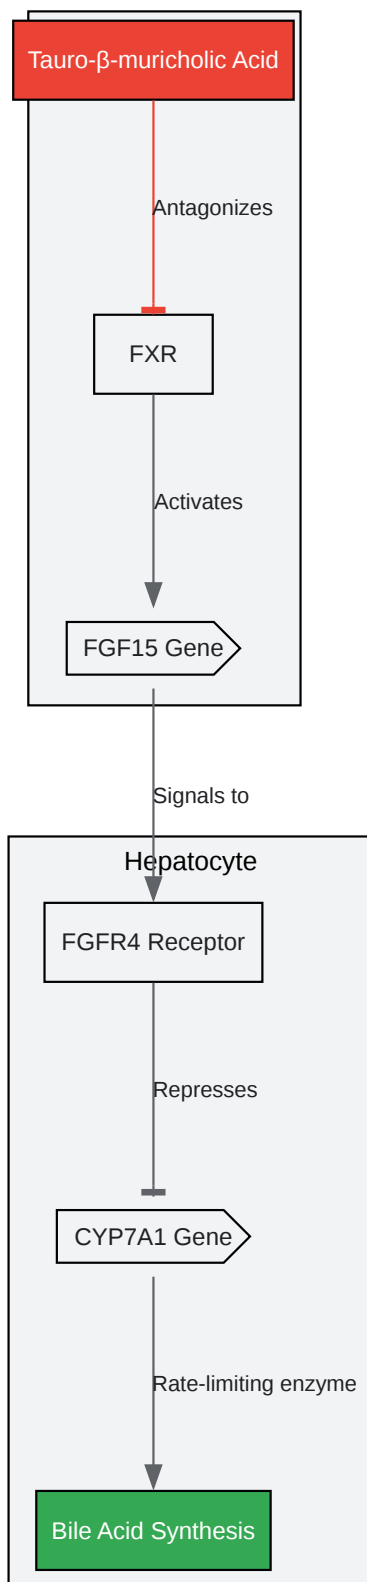 Tauro-β-muricholic Acid
Antagonizes
FXR
Activates
FGF15 Gene
Signals to
Hepatocyte
FGFR4 Receptor
Represses
CYP7A1 Gene
Rate-limiting enzyme
Bile Acid Synthesis